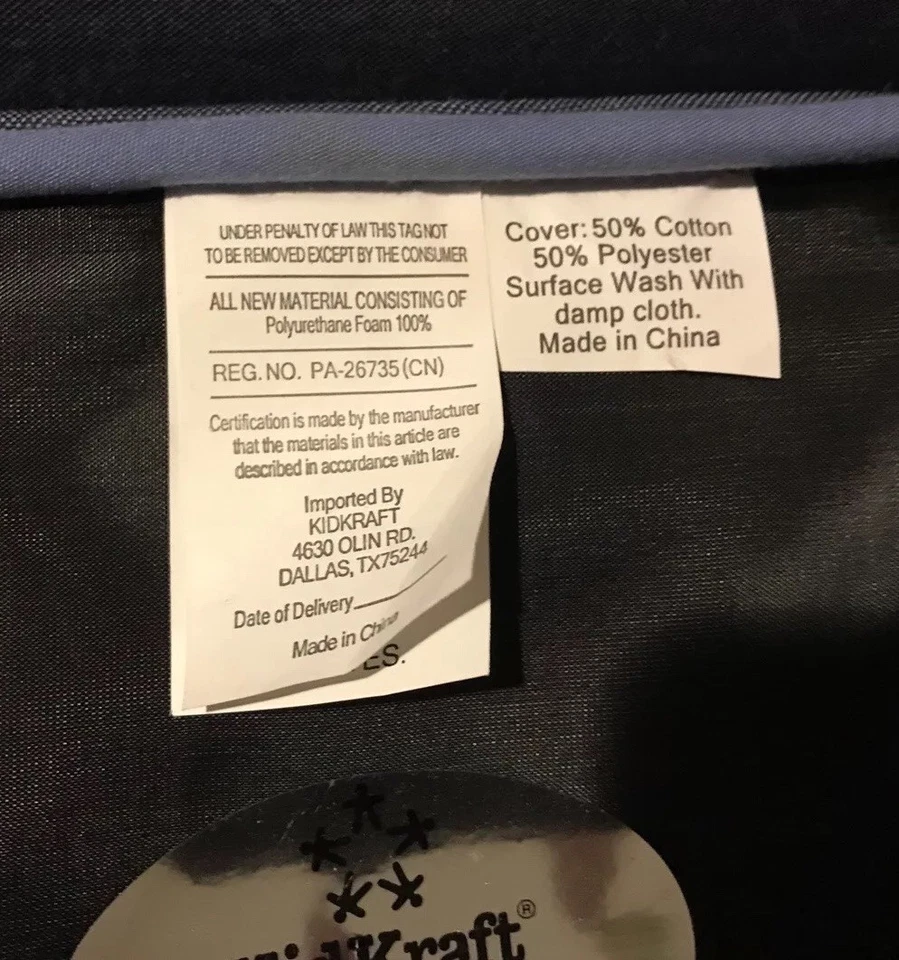 UNDER PENALTY OF LAW THIS TAG NOT
TO BE REMOVED EXCEPT BY THE CONSUMER
ALL NEW MATERIAL CONSISTING OF
Polyurethane Foam 100%
REG. NO. PA-26735 (CN)
Certification is made by the manufacturer
that the materials in this article are
described in accordance with law.
Imported By
KIDKRAFT
4630 OLIN RD.
DALLAS, TX75244
Date of Delivery
Made in China
ES.
Cover: 50% Cotton
50% Polyester
Surface Wash With
damp cloth.
Made in China
KidKraft®